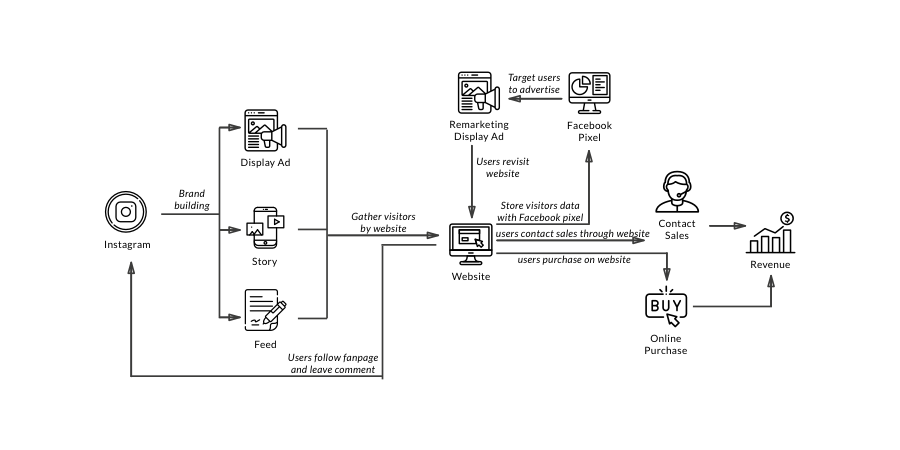 Instagram
Brand
building
Display Ad
Story
Feed
Gather visitors
by website
Users follow fanpage
and leave comment
Remarketing
Display Ad
Target users
to advertise
Facebook
Pixel
Users revisit
website
Store visitors data
with Facebook pixel
users contact sales through website
users purchase on website
Website
Contact
Sales
BUY
Online
Purchase
$
Revenue